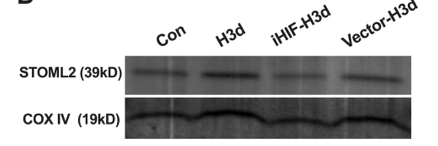 Con H3d iHIF-H3d Vector-H3d
STOML2 (39kD)
COX IV (19kD)